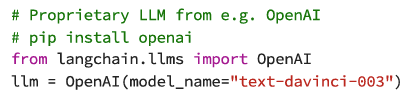 # Proprietary LLM from e.g. OpenAI
# pip install openai
from langchain.llms import OpenAI
llm = OpenAI(model_name="text-davinci-003")